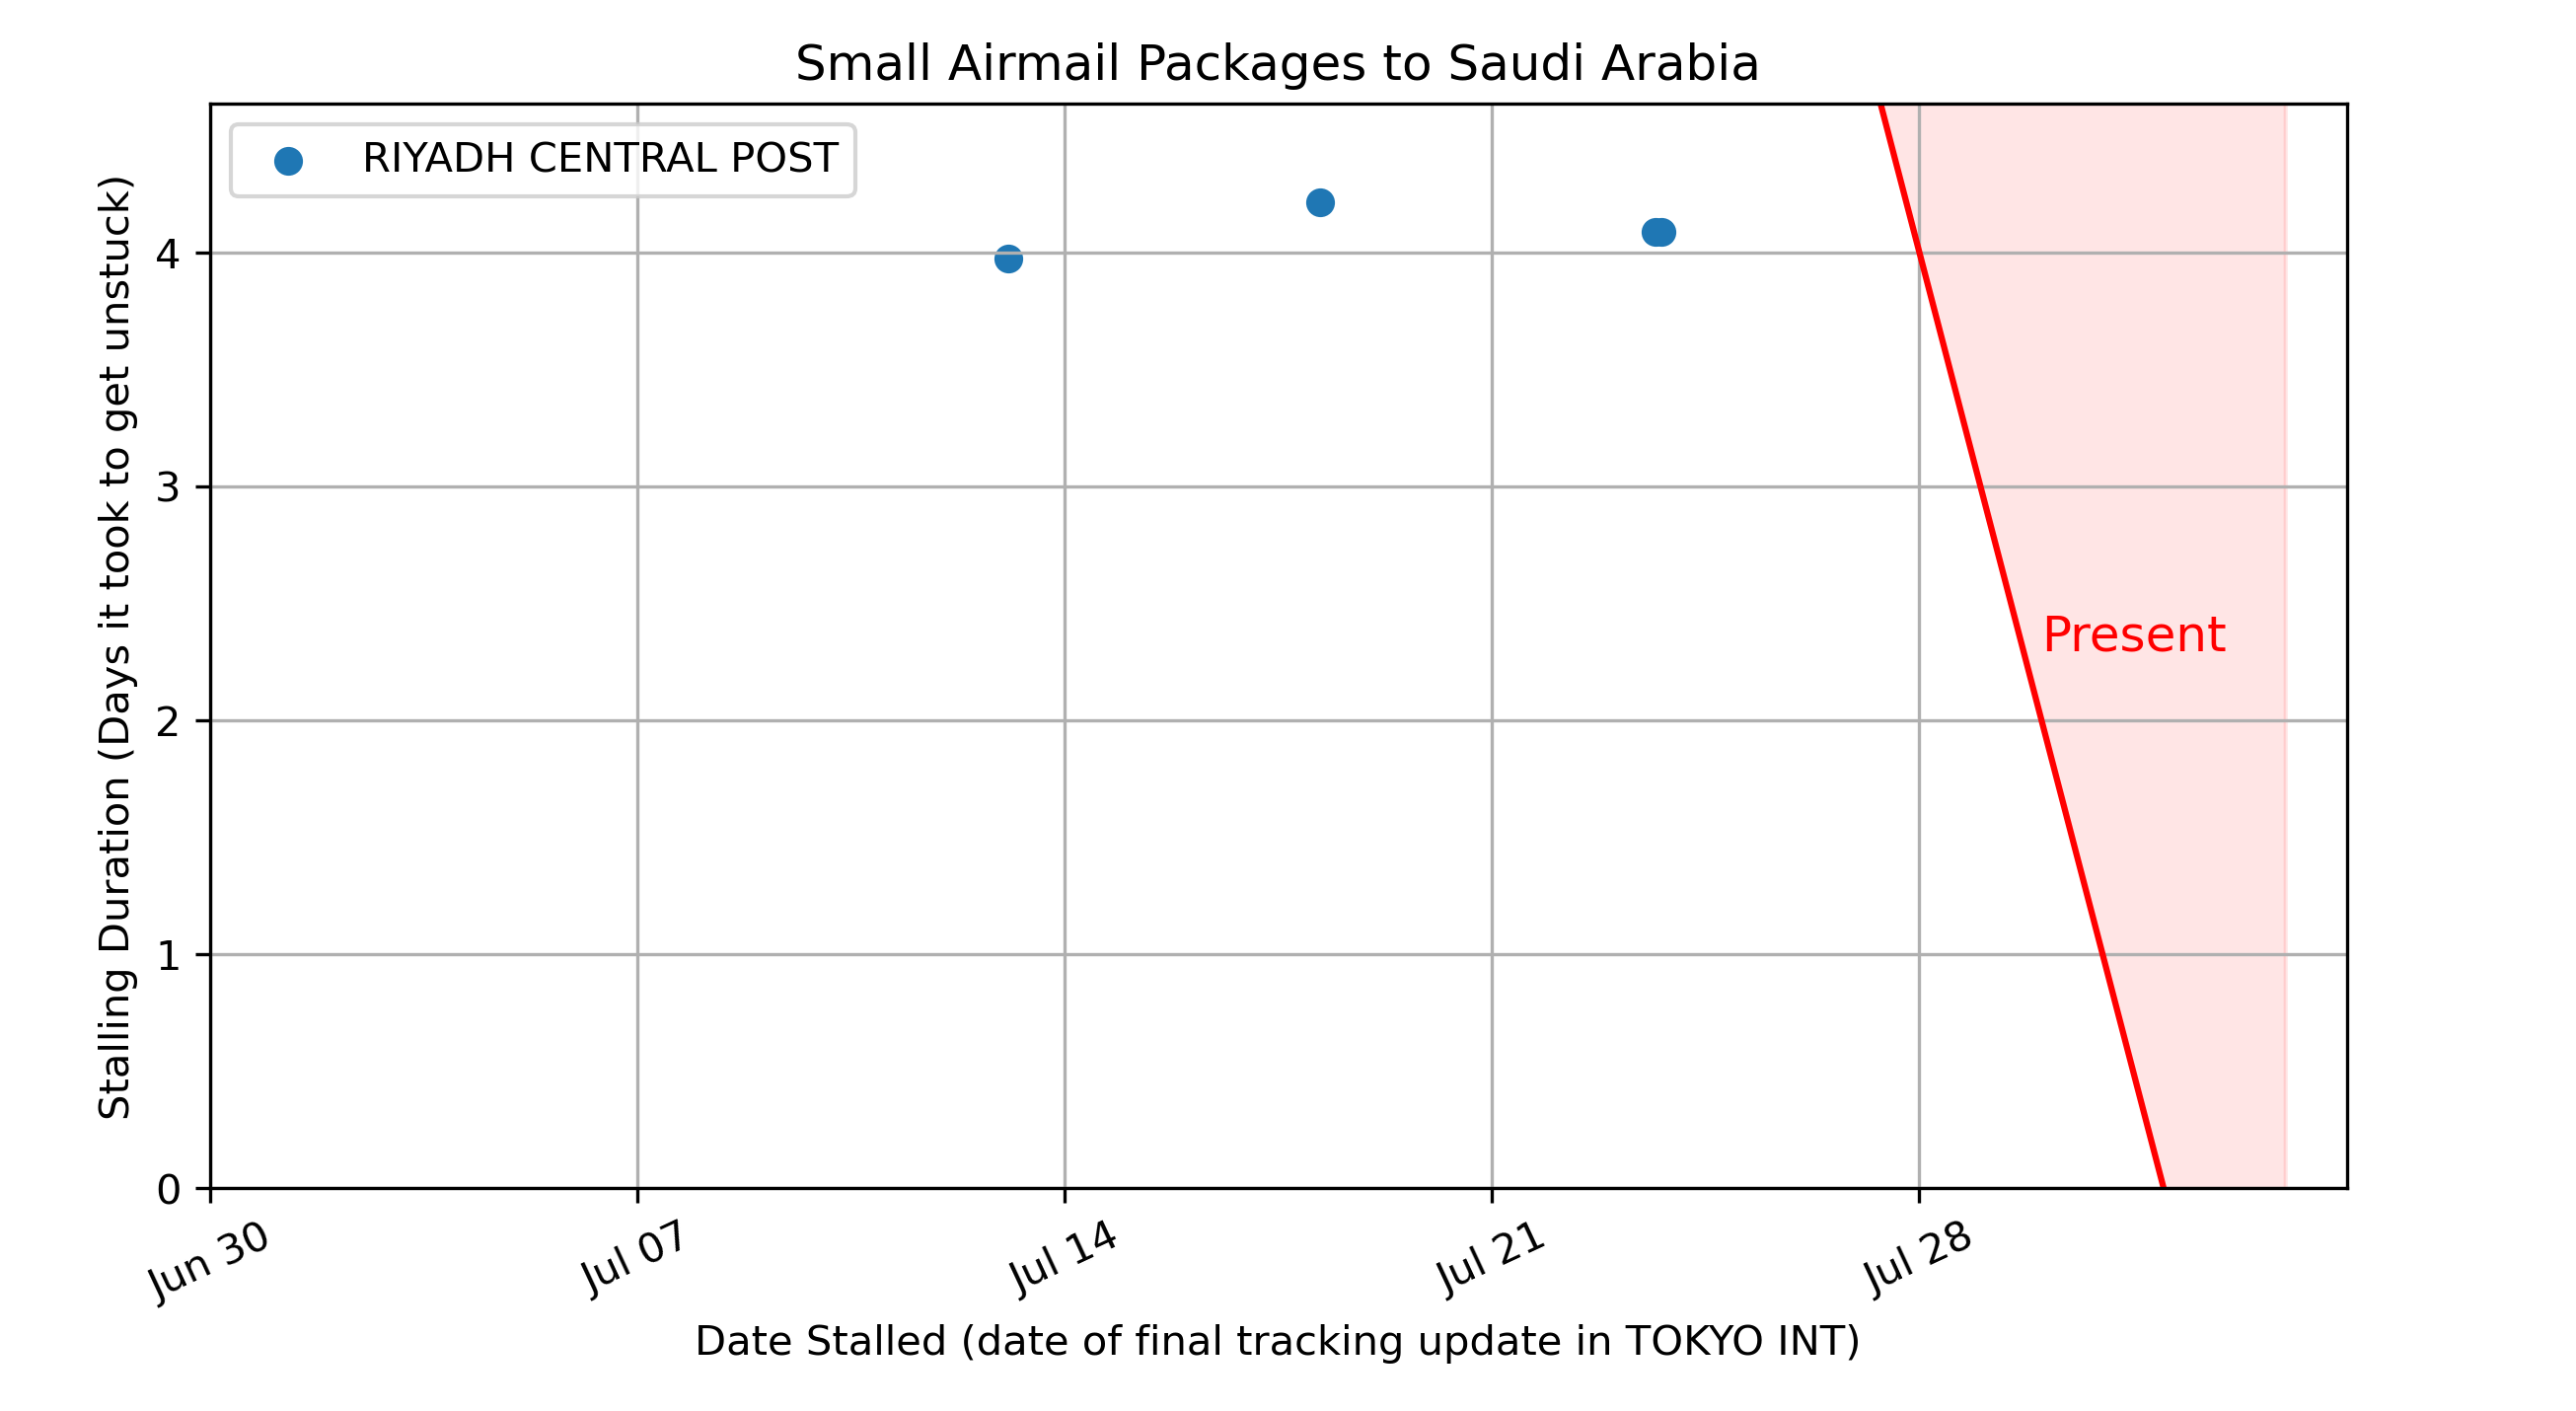 Small Airmail Packages to Saudi Arabia
RIYADH CENTRAL POST
Stalling Duration (Days it took to get unstuck)
4
3
2
1
0
Present
Jun 30
Jul 07
Jul 14
Jul 21
Jul 28
Date Stalled (date of final tracking update in TOKYO INT)